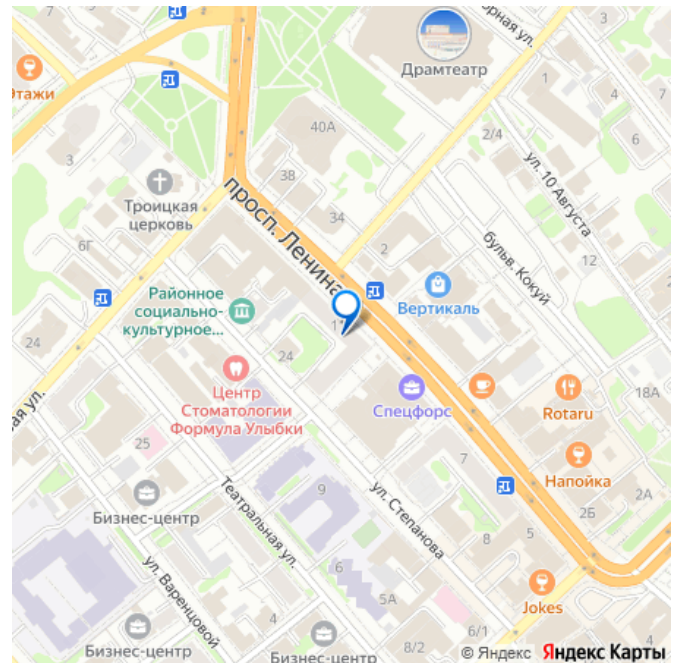 Драмтеатр
Этажи
40А
1
4
7
2/4
6
ул. 10 Августа
3
38
Троицкая
церковь
34
просп. Ленина
2
бульв. Кокуй
12
6Г
Районное
социально-
культурное...
Вертикаль
24
24
Центр
Стоматологии
Формула Улыбки
Спецфорс
Rotaru
18А
25
7
Напойка
9
2А
Бизнес-центр
ул. Степанова
2Б
Театральная ул.
8
5
ул. Варенцовой
6
5А
Jokes
4
6/1
4
Бизнес-центр
Бизнес-центр
8/2
© Яндекс Яндекс Карты